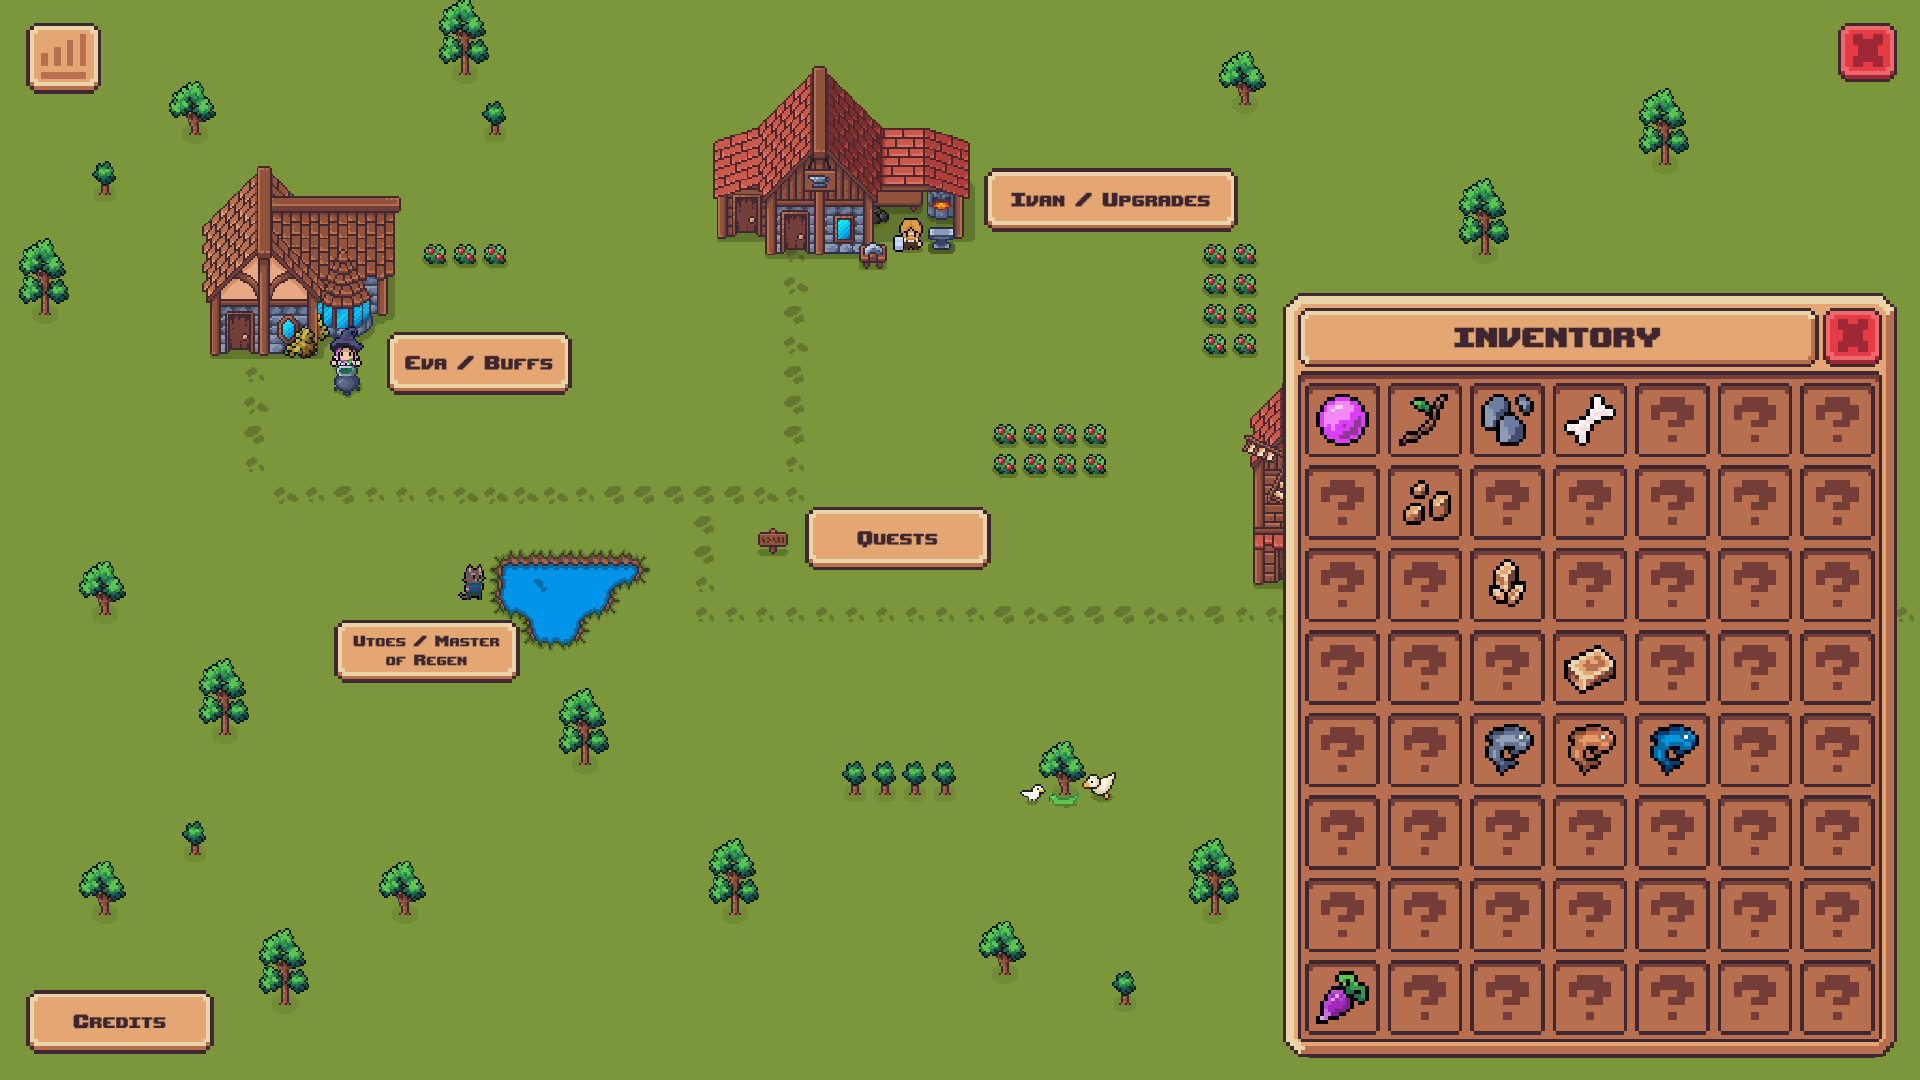 Ivan / Upgrades
INVENTORY
Eva / Buffs
Quests
Utoes / Master
of Regen
Credits